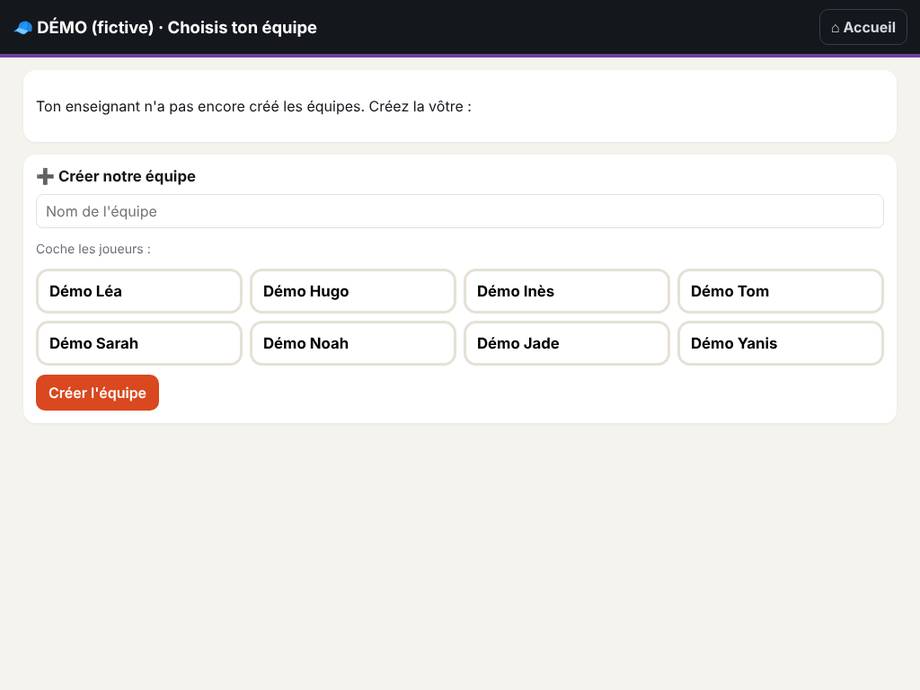 🧢 DÉMO (fictive) · Choisis ton équipe
⌂ Accueil
Ton enseignant n'a pas encore créé les équipes. Créez la vôtre :
➕ Créer notre équipe
Nom de l'équipe
Coche les joueurs :
Démo Léa
Démo Hugo
Démo Inès
Démo Tom
Démo Sarah
Démo Noah
Démo Jade
Démo Yanis
Créer l'équipe